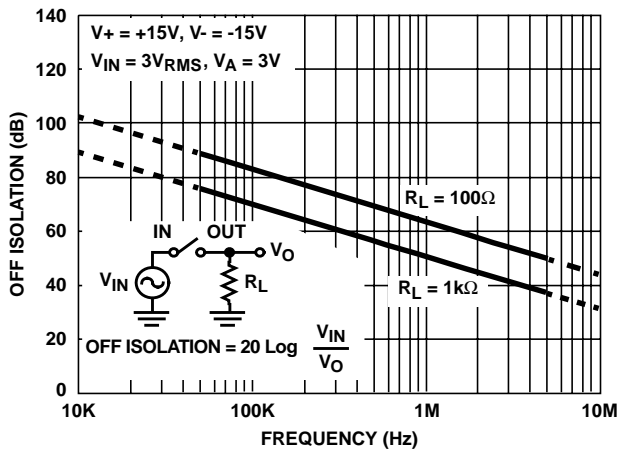 140
120
100
80
60
40
20
0
OFF ISOLATION (dB)
V+ = +15V, V- = -15V
VIN = 3VRMS, VA = 3V
RL = 100Ω
RL = 1kΩ
IN OUT
VO
VIN
RL
OFF ISOLATION = 20 Log VIN
VO
10K 100K 1M 10M
FREQUENCY (Hz)